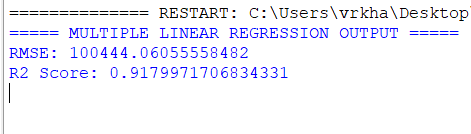 ============== RESTART: C:\Users\vrkha\Desktop
===== MULTIPLE LINEAR REGRESSION OUTPUT =====
RMSE: 100444.06055558482
R2 Score: 0.9179971706834331